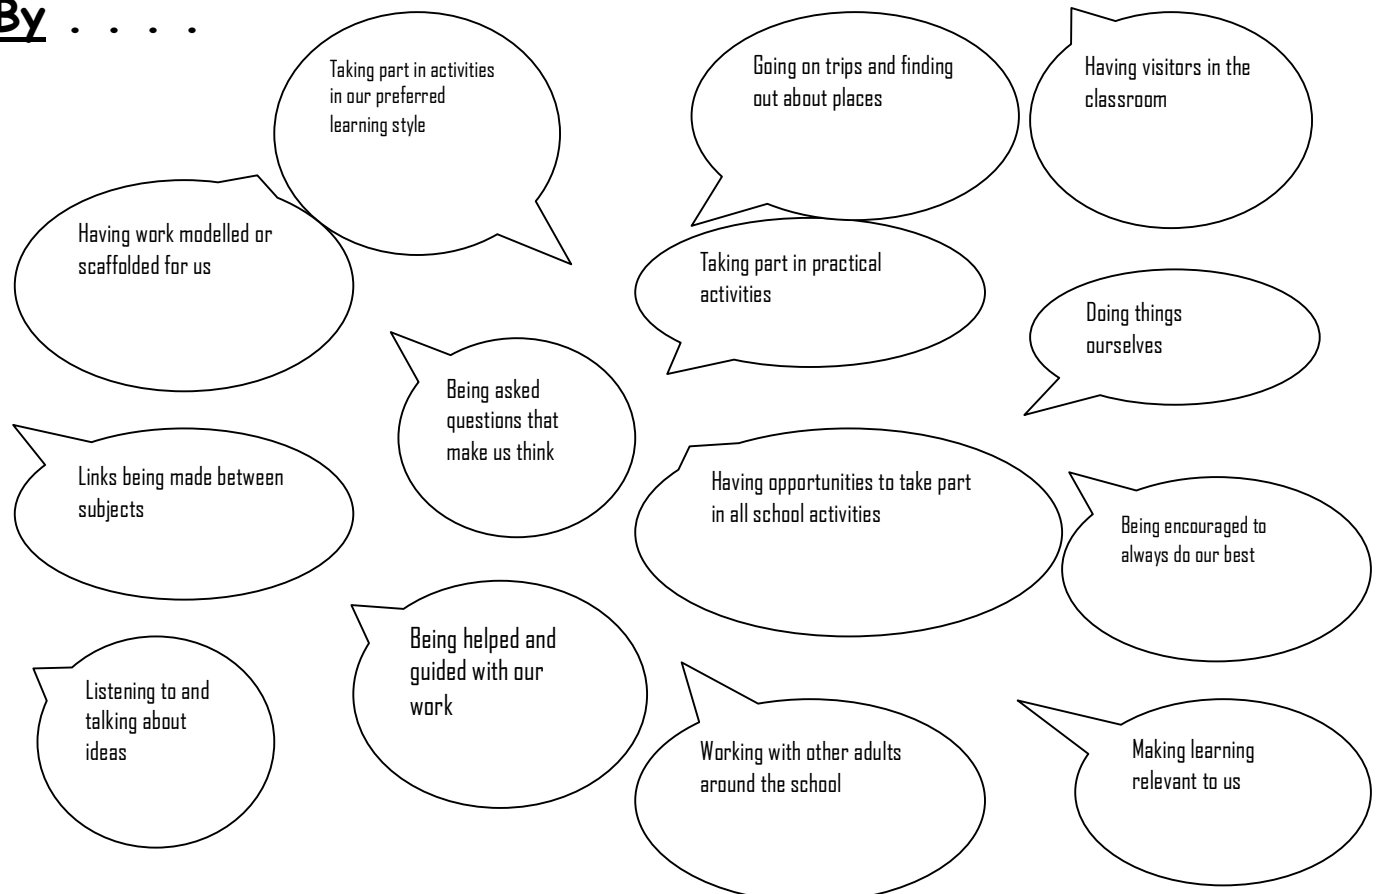 By . . . .
Taking part in activities
in our preferred
learning style
Going on trips and finding
out about places
Having visitors in the
classroom
Having work modelled or
scaffolded for us
Taking part in practical
activities
Doing things
ourselves
Being asked
questions that
make us think
Links being made between
subjects
Having opportunities to take part
in all school activities
Being encouraged to
always do our best
Being helped and
guided with our
work
Listening to and
talking about
ideas
Working with other adults
around the school
Making learning
relevant to us